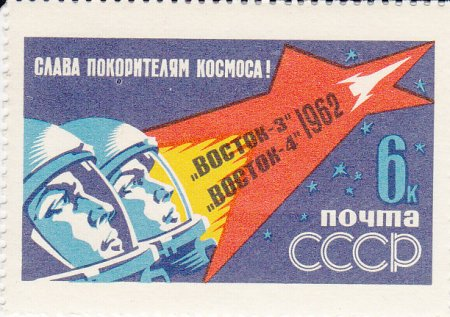 СЛАВА ПОКОРИТЕЛЯМ КОСМОСА!
„ВОСТОК-3"
„ВОСТОК-4" 1962
6к
почта
СССР